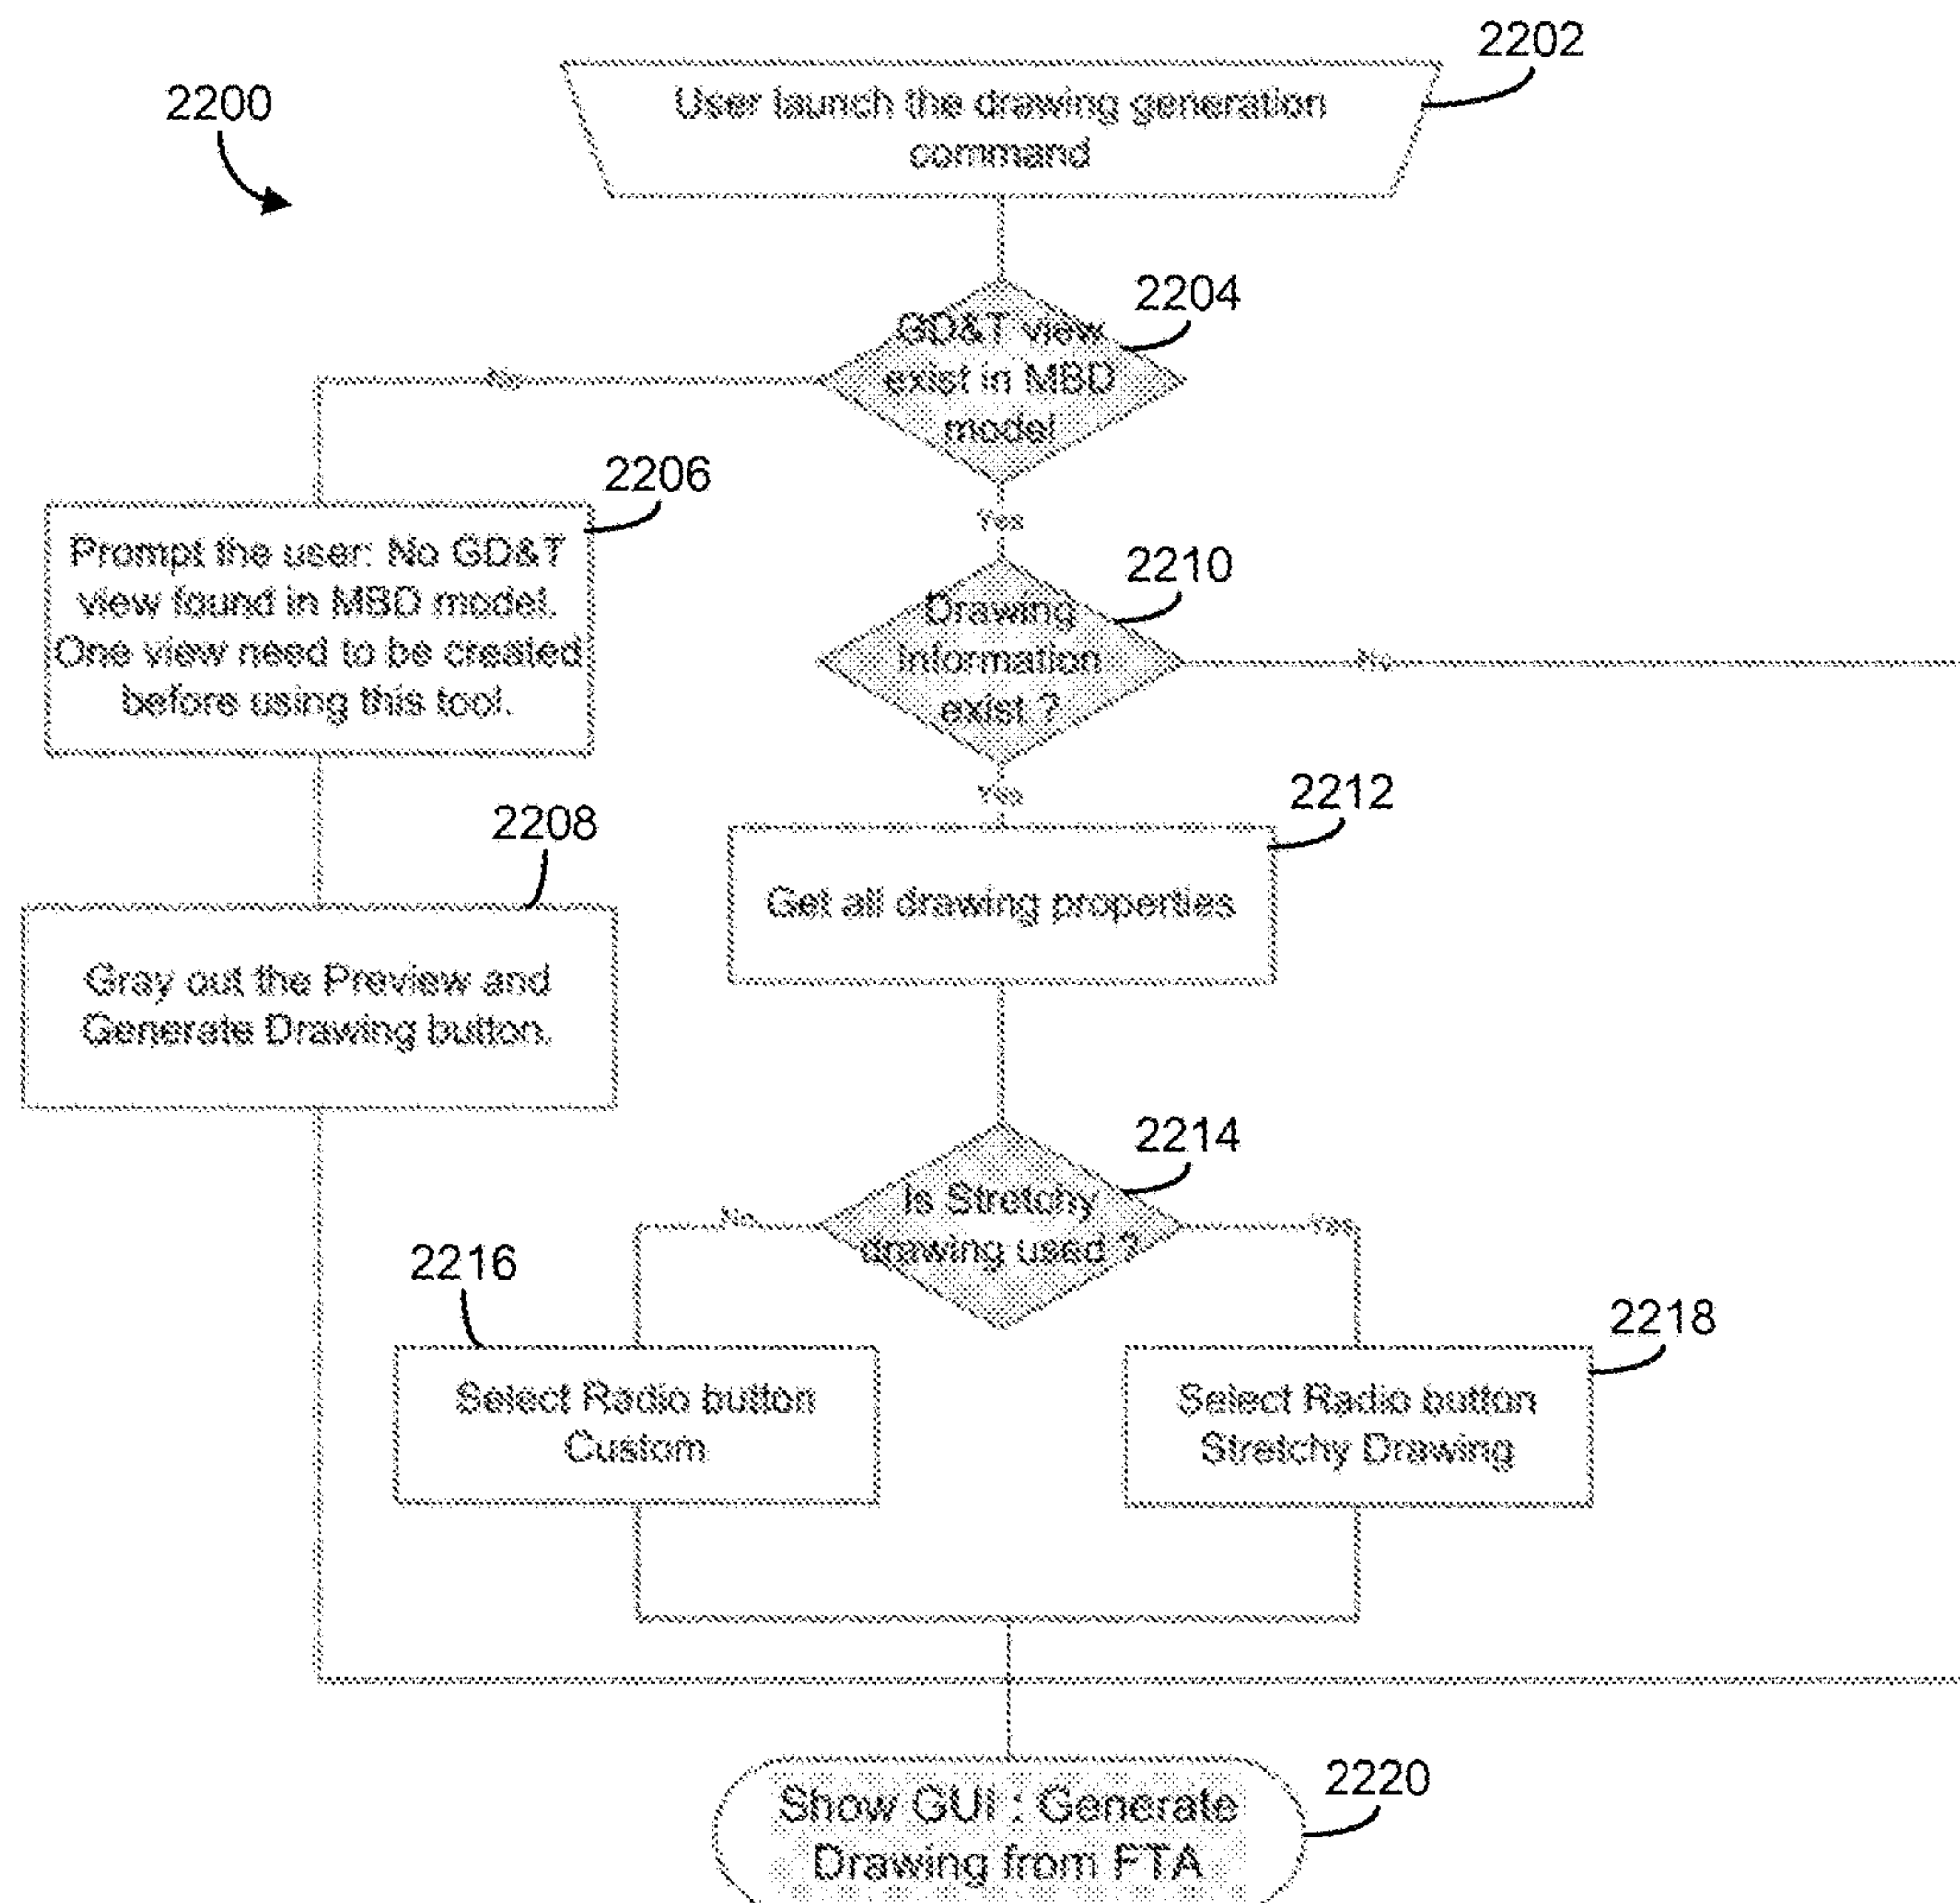 2202
2200
User launch the drawing generation
command
2204
GD&T view
exist in MBD
model
No
2206
Yes
Prompt the user: No GD&T
view found in MBD model.
One view need to be created
before using this tool.
2210
Drawing
Information
exist ?
No
Yes
2212
2208
Get all drawing properties
Gray out the Preview and
Generate Drawing button.
2214
Is Stretchy
drawing used ?
No
Yes
2216
2218
Select Radio button
Custom
Select Radio button
Stretchy Drawing
2220
Show GUI : Generate
Drawing from FTA